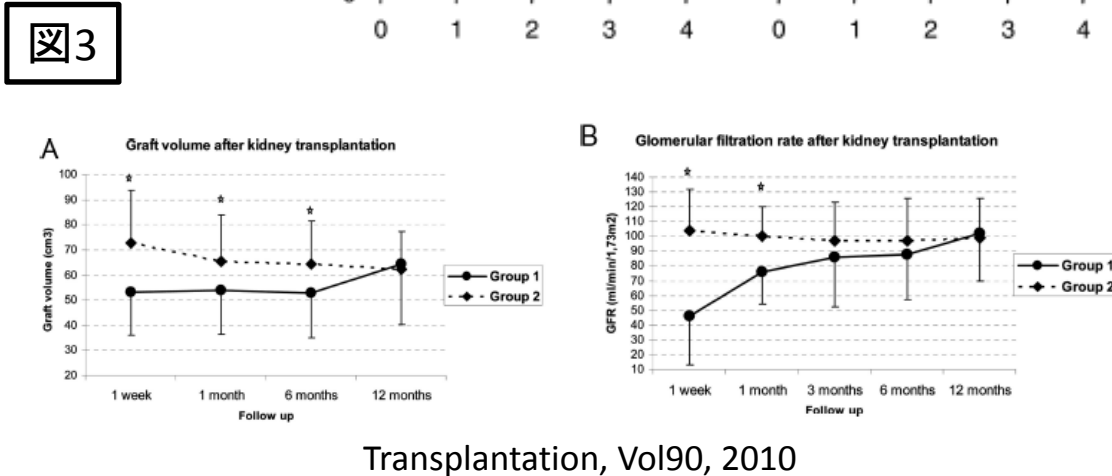 0 1 2 3 4 0 1 2 3 4
図3
A Graft volume after kidney transplantation
100
90
80
70
60
50
40
30
20
Graft volume (cm3)
1 week 1 month 6 months 12 months
Follow up
Group 1
Group 2
B Glomerular filtration rate after kidney transplantation
140
130
120
110
100
90
80
70
60
50
40
30
20
10
GFR (ml/min/1,73m2)
1 week 1 month 3 months 6 months 12 months
Follow up
Group 1
Group 2
Transplantation, Vol90, 2010